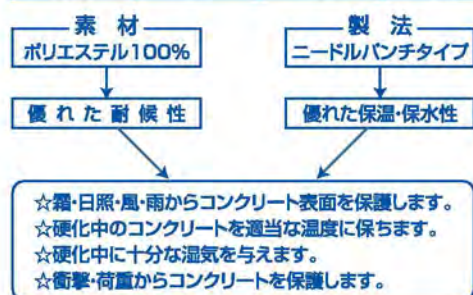 素材
製法
ポリエステル100%
ニードルパンチタイプ
優れた耐候性
優れた保温・保水性
☆霜・日照・風・雨からコンクリート表面を保護します。
☆硬化中のコンクリートを適当な温度に保ちます。
☆硬化中に十分な湿気を与えます。
☆衝撃・荷重からコンクリートを保護します。